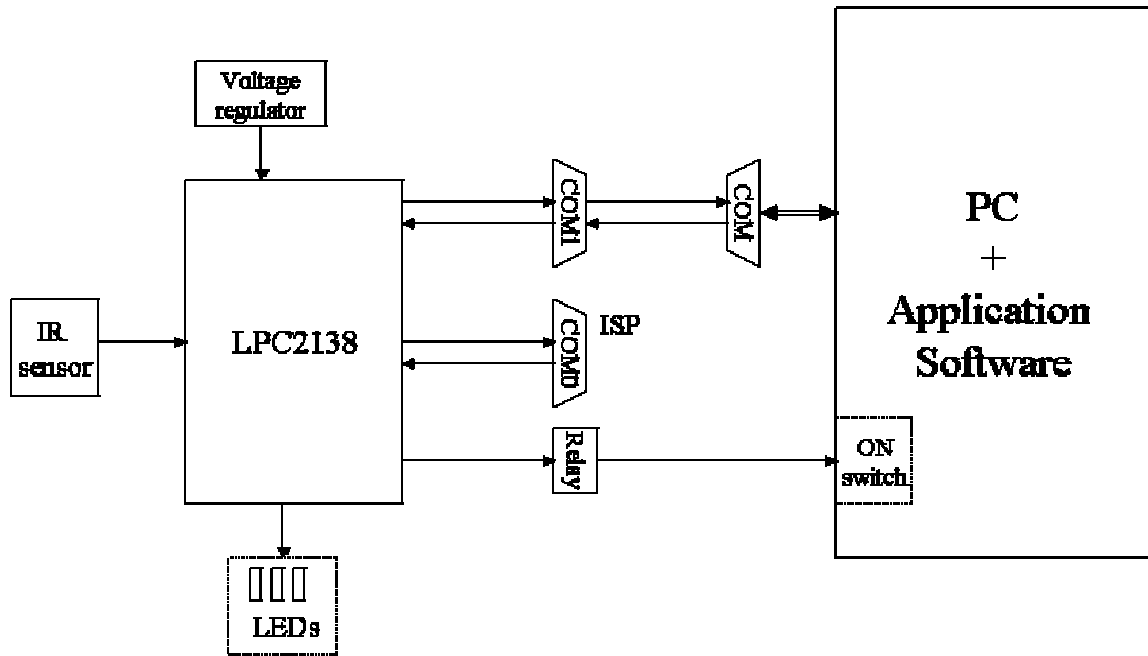 Voltage
regulator
COM1
COM
PC
+
Application
Software
IR
sensor
LPC2138
COM0
ISP
Relay
ON
switch
LEDs